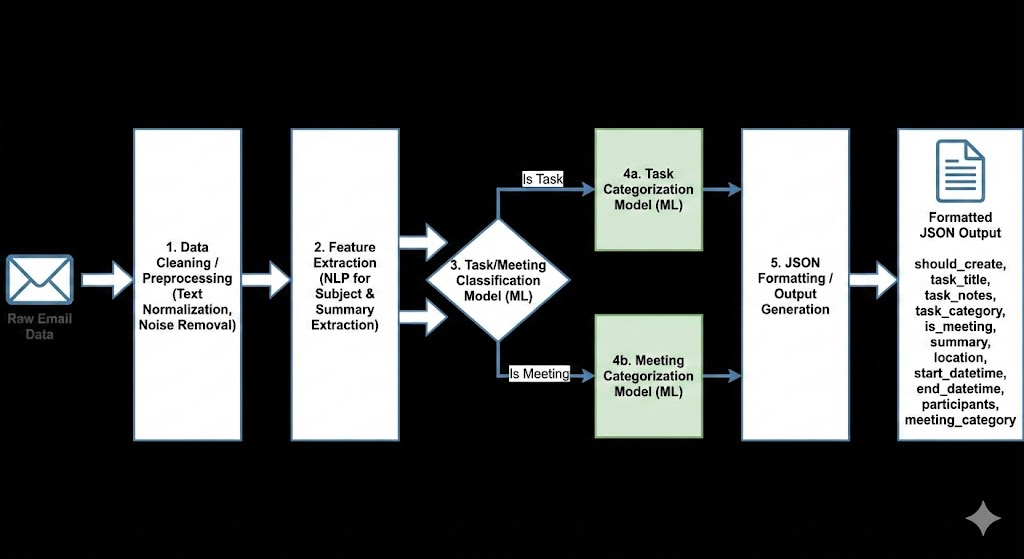 Raw Email
Data
1. Data
Cleaning /
Preprocessing
(Text
Normalization,
Noise Removal)
2. Feature
Extraction
(NLP for
Subject &
Summary
Extraction)
3. Task/Meeting
Classification
Model (ML)
Is Task
4a. Task
Categorization
Model (ML)
Is Meeting
4b. Meeting
Categorization
Model (ML)
5. JSON
Formatting /
Output
Generation
Formatted
JSON Output
should_create,
task_title,
task_notes,
task_category,
is_meeting,
summary,
location,
start_datetime,
end_datetime,
participants,
meeting_category